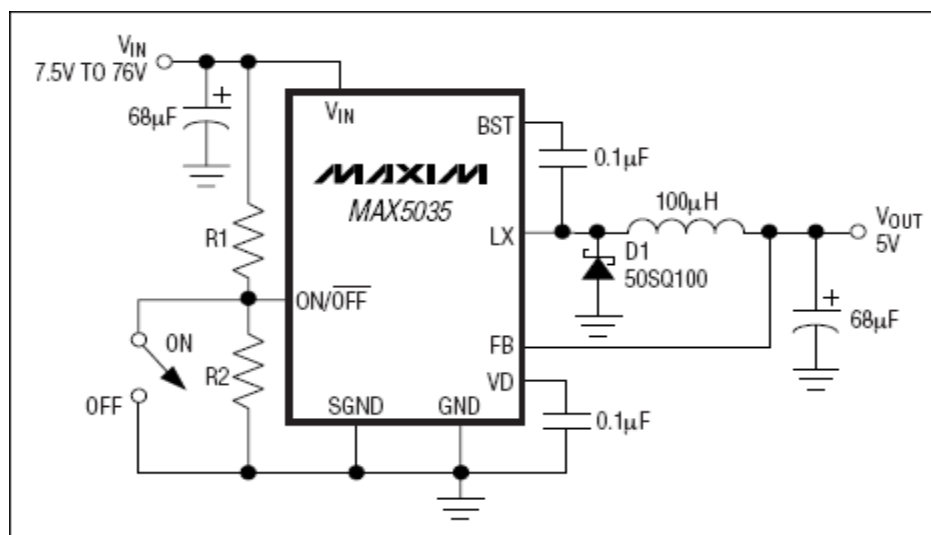 VIN
7.5V TO 76V
68µF
+
VIN
BST
0.1µF
MAXIM
MAX5035
100µH
R1
LX
VOUT
5V
D1
50SQ100
ON/OFF
+
68µF
ON
FB
R2
VD
OFF
SGND
GND
0.1µF